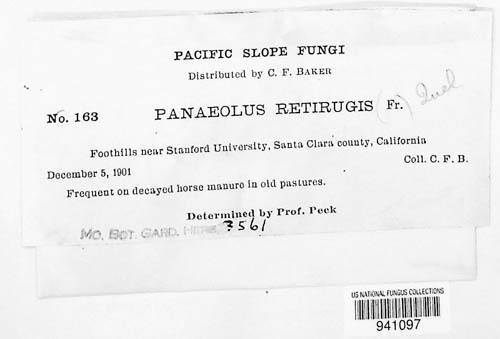 PACIFIC SLOPE FUNGI
Distributed by C. F. BAKER
No. 163 PANAEOLUS RETIRUGIS (Fr.) Quel
Foothills near Stanford University, Santa Clara county, California
December 5, 1901 Coll. C. F. B.
Frequent on decayed horse manure in old pastures.
Determined by Prof. Peck
MO. BOT. GARD. HERB. 3561
US NATIONAL FUNGUS COLLECTIONS
941097